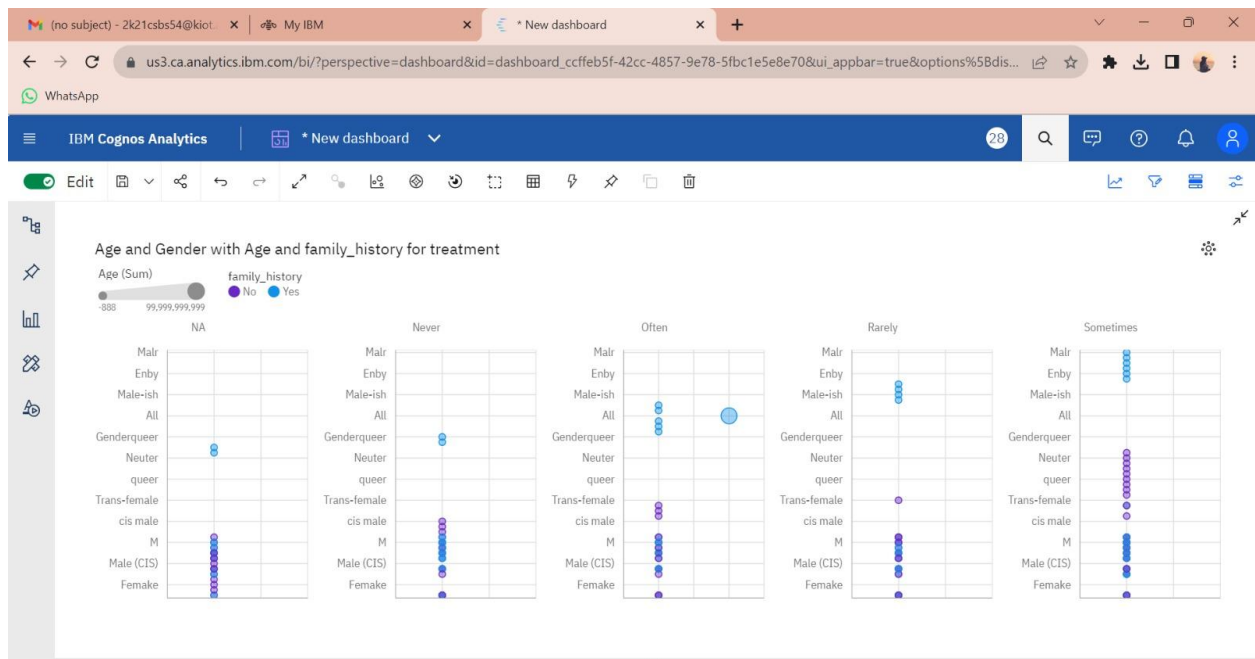 (no subject) - 2k21csbs54@kiot.
My IBM
* New dashboard
us3.ca.analytics.ibm.com/bi/?perspective=dashboard&id=dashboard_ccffeb5f-42cc-4857-9e78-5fbc1e5e8e70&ui_appbar=true&options%5Bdis...
WhatsApp
IBM Cognos Analytics
* New dashboard
28
Edit
Age and Gender with Age and family_history for treatment
Age (Sum)
-888 99,999,999,999
family_history
No Yes
NA
Malr
Enby
Male-ish
All
Genderqueer
Neuter
queer
Trans-female
cis male
M
Male (CIS)
Femake
Never
Malr
Enby
Male-ish
All
Genderqueer
Neuter
queer
Trans-female
cis male
M
Male (CIS)
Femake
Often
Malr
Enby
Male-ish
All
Genderqueer
Neuter
queer
Trans-female
cis male
M
Male (CIS)
Femake
Rarely
Malr
Enby
Male-ish
All
Genderqueer
Neuter
queer
Trans-female
cis male
M
Male (CIS)
Femake
Sometimes
Malr
Enby
Male-ish
All
Genderqueer
Neuter
queer
Trans-female
cis male
M
Male (CIS)
Femake